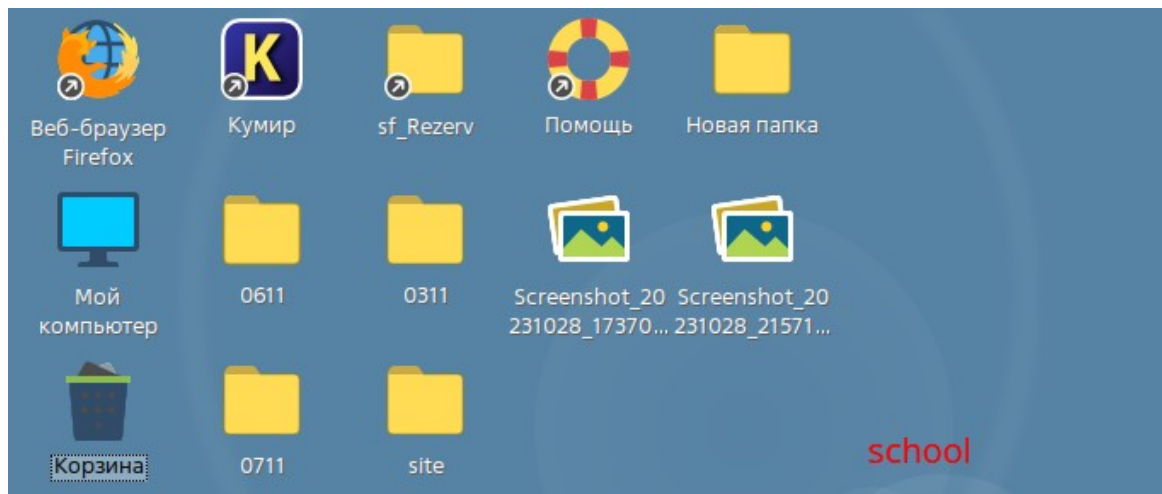 Веб-браузер
Firefox
Кумир
sf_Rezerv
Помощь
Новая папка
Мой
компьютер
0611
0311
Screenshot_20
231028_17370...
Screenshot_20
231028_21571...
Корзина
0711
site
school